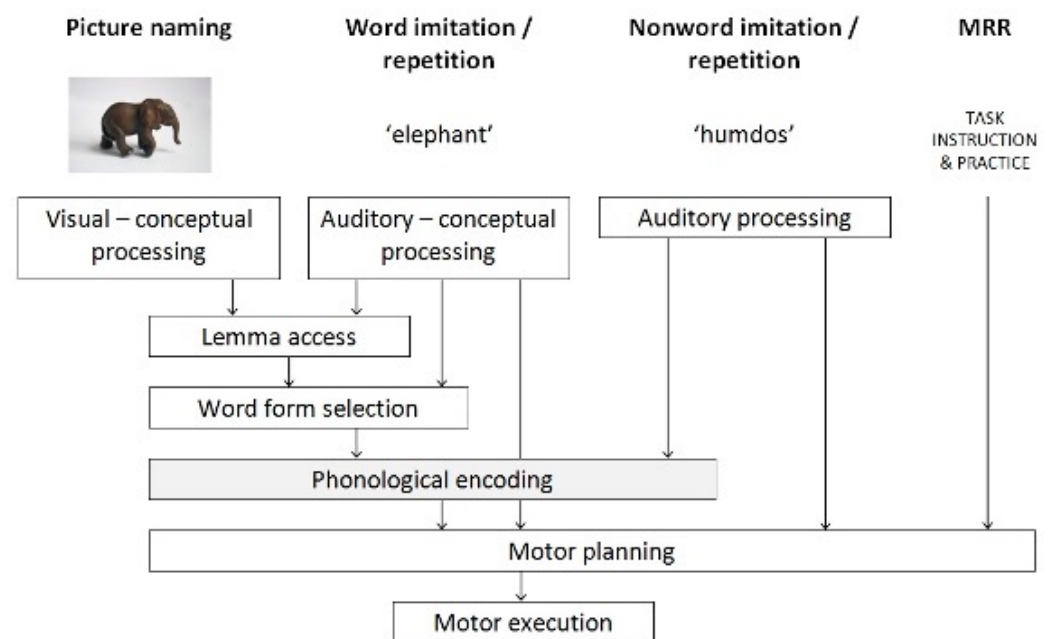 Picture naming
Word imitation /
repetition
Nonword imitation /
repetition
MRR
‘elephant’
‘humdos’
TASK
INSTRUCTION
& PRACTICE
Visual – conceptual
processing
Auditory – conceptual
processing
Auditory processing
Lemma access
Word form selection
Phonological encoding
Motor planning
Motor execution